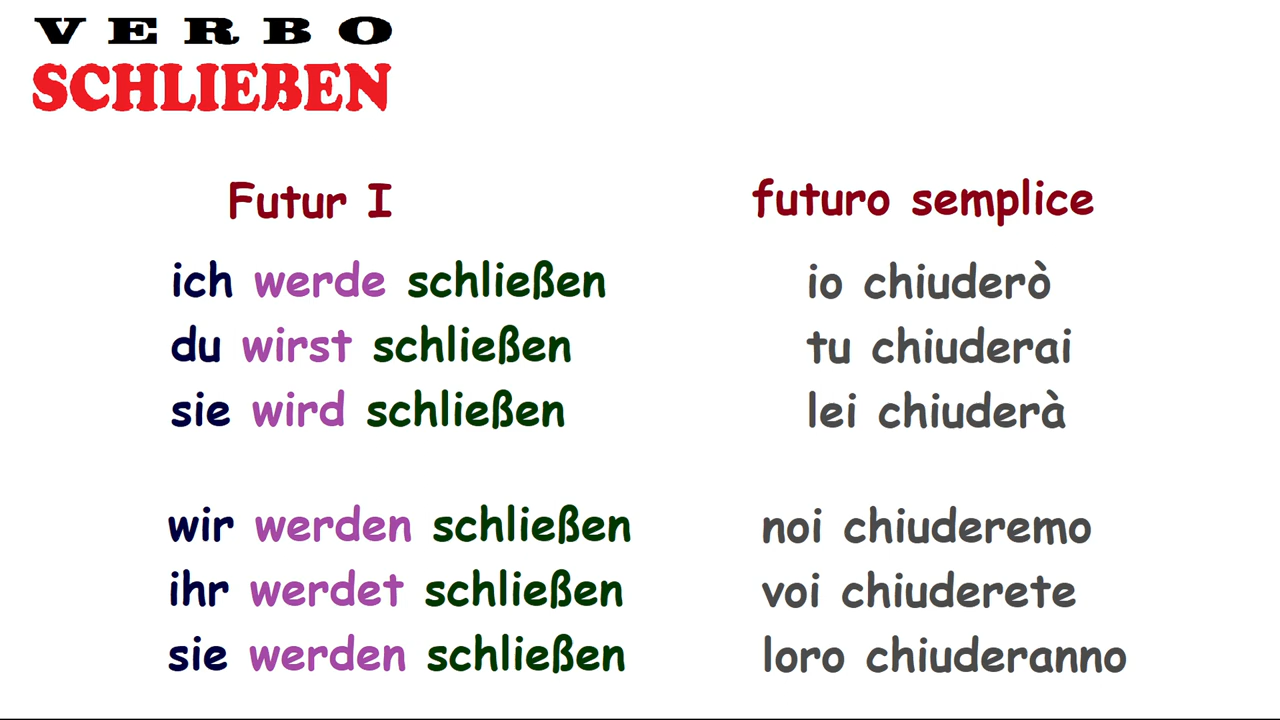 VERBO
SCHLIEßEN
Futur I
ich werde schließen
du wirst schließen
sie wird schließen
wir werden schließen
ihr werdet schließen
sie werden schließen
futuro semplice
io chiuderò
tu chiuderai
lei chiuderà
noi chiuderemo
voi chiuderete
loro chiuderanno